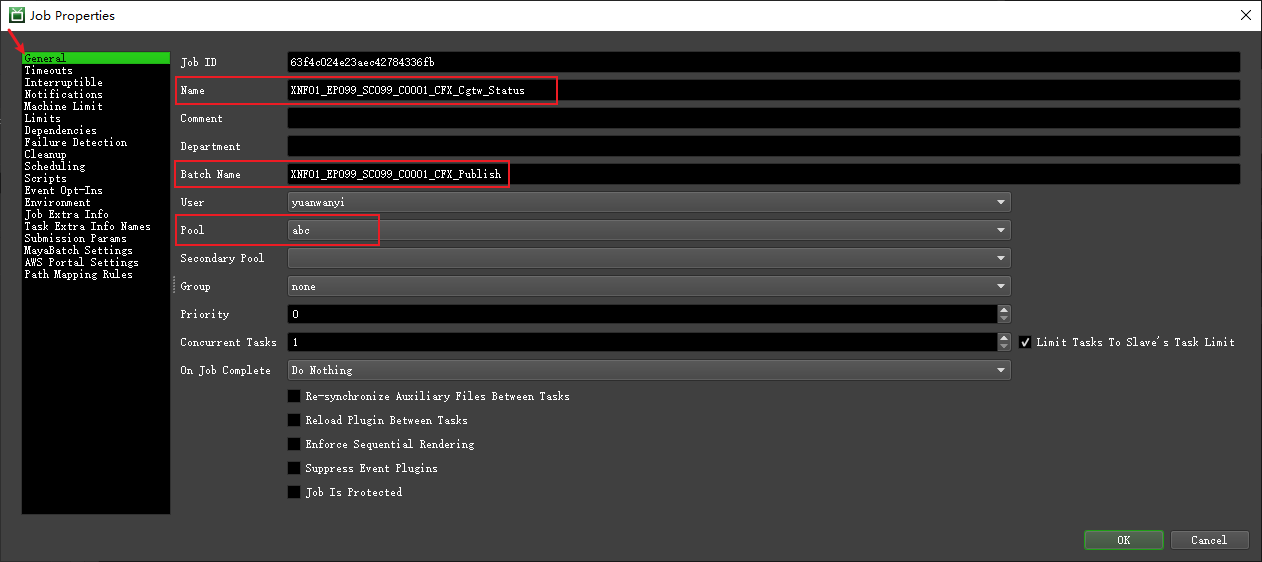 Job Properties
General
Timeouts
Interruptible
Notifications
Machine Limit
Limits
Dependencies
Failure Detection
Cleanup
Scheduling
Scripts
Event Opt-Ins
Environment
Job Extra Info
Task Extra Info Names
Submission Params
MayaBatch Settings
AWS Portal Settings
Path Mapping Rules
Job ID 63f4c024e23aec42784336fb
Name XNF01_EP099_SC099_C0001_CFX_Cgtw_Status
Comment
Department
Batch Name XNF01_EP099_SC099_C0001_CFX_Publish
User yuanwanyi
Pool abc
Secondary Pool
Group none
Priority 0
Concurrent Tasks 1 Limit Tasks To Slave's Task Limit
On Job Complete Do Nothing
Re-synchronize Auxiliary Files Between Tasks
Reload Plugin Between Tasks
Enforce Sequential Rendering
Suppress Event Plugins
Job Is Protected
OK Cancel